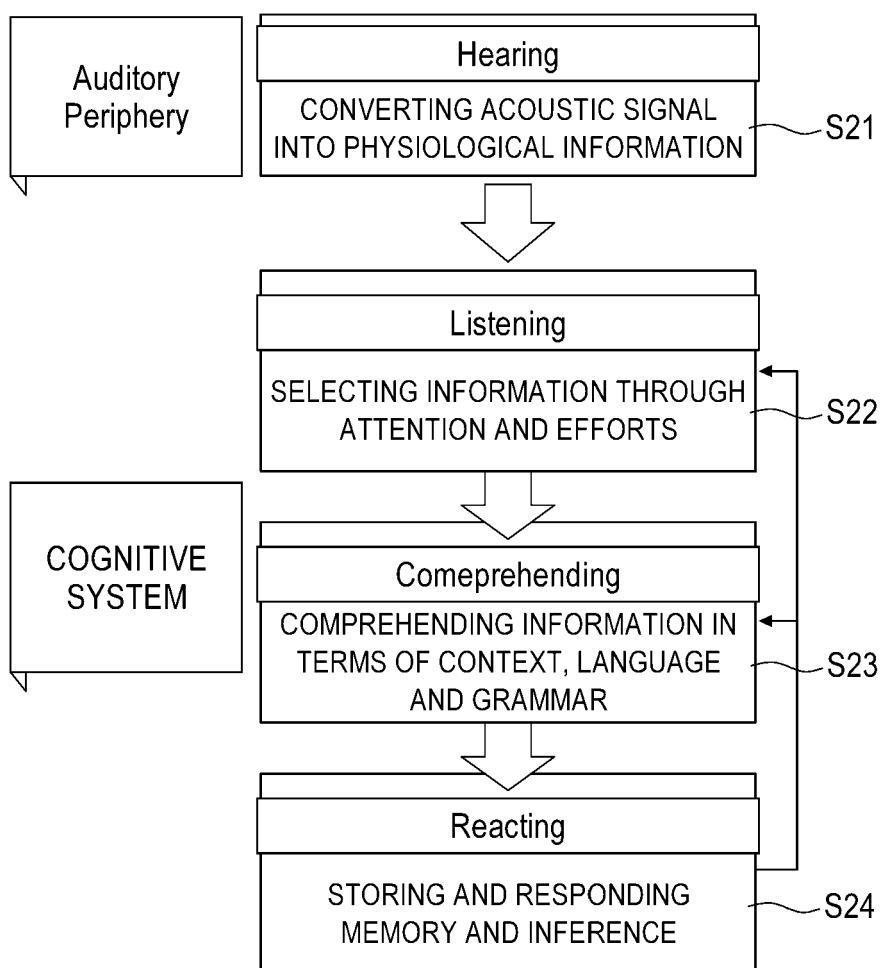 Auditory
Periphery
Hearing
CONVERTING ACOUSTIC SIGNAL
INTO PHYSIOLOGICAL INFORMATION
S21
Listening
SELECTING INFORMATION THROUGH
ATTENTION AND EFFORTS
S22
COGNITIVE
SYSTEM
Comeprehending
COMPREHENDING INFORMATION IN
TERMS OF CONTEXT, LANGUAGE
AND GRAMMAR
S23
Reacting
STORING AND RESPONDING
MEMORY AND INFERENCE
S24